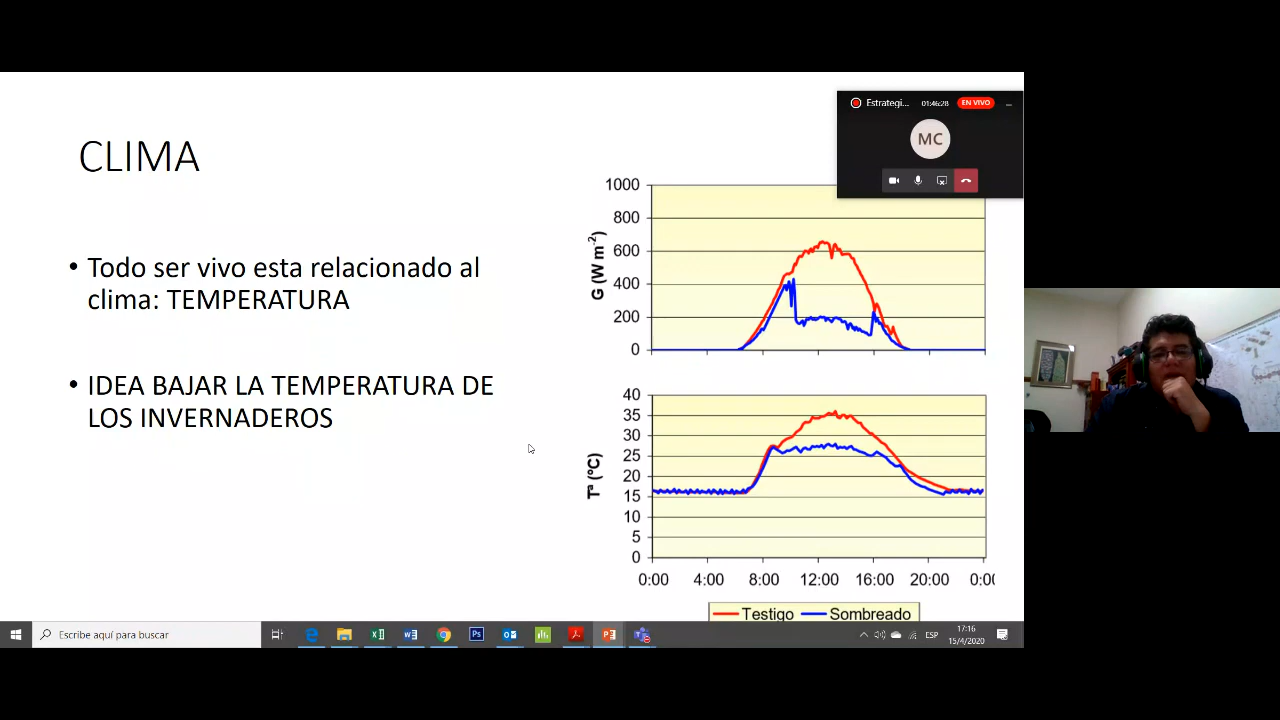 CLIMA
• Todo ser vivo esta relacionado al
clima: TEMPERATURA
• IDEA BAJAR LA TEMPERATURA DE
LOS INVERNADEROS
Estrategi... 01:46:28 EN VIVO
MC
G (W m-2)
1000
800
600
400
200
0
Tª (ºC)
40
35
30
25
20
15
10
5
0
0:00 4:00 8:00 12:00 16:00 20:00 0:00
Testigo Sombreado
Escribe aquí para buscar
ESP
17:16
15/4/2020